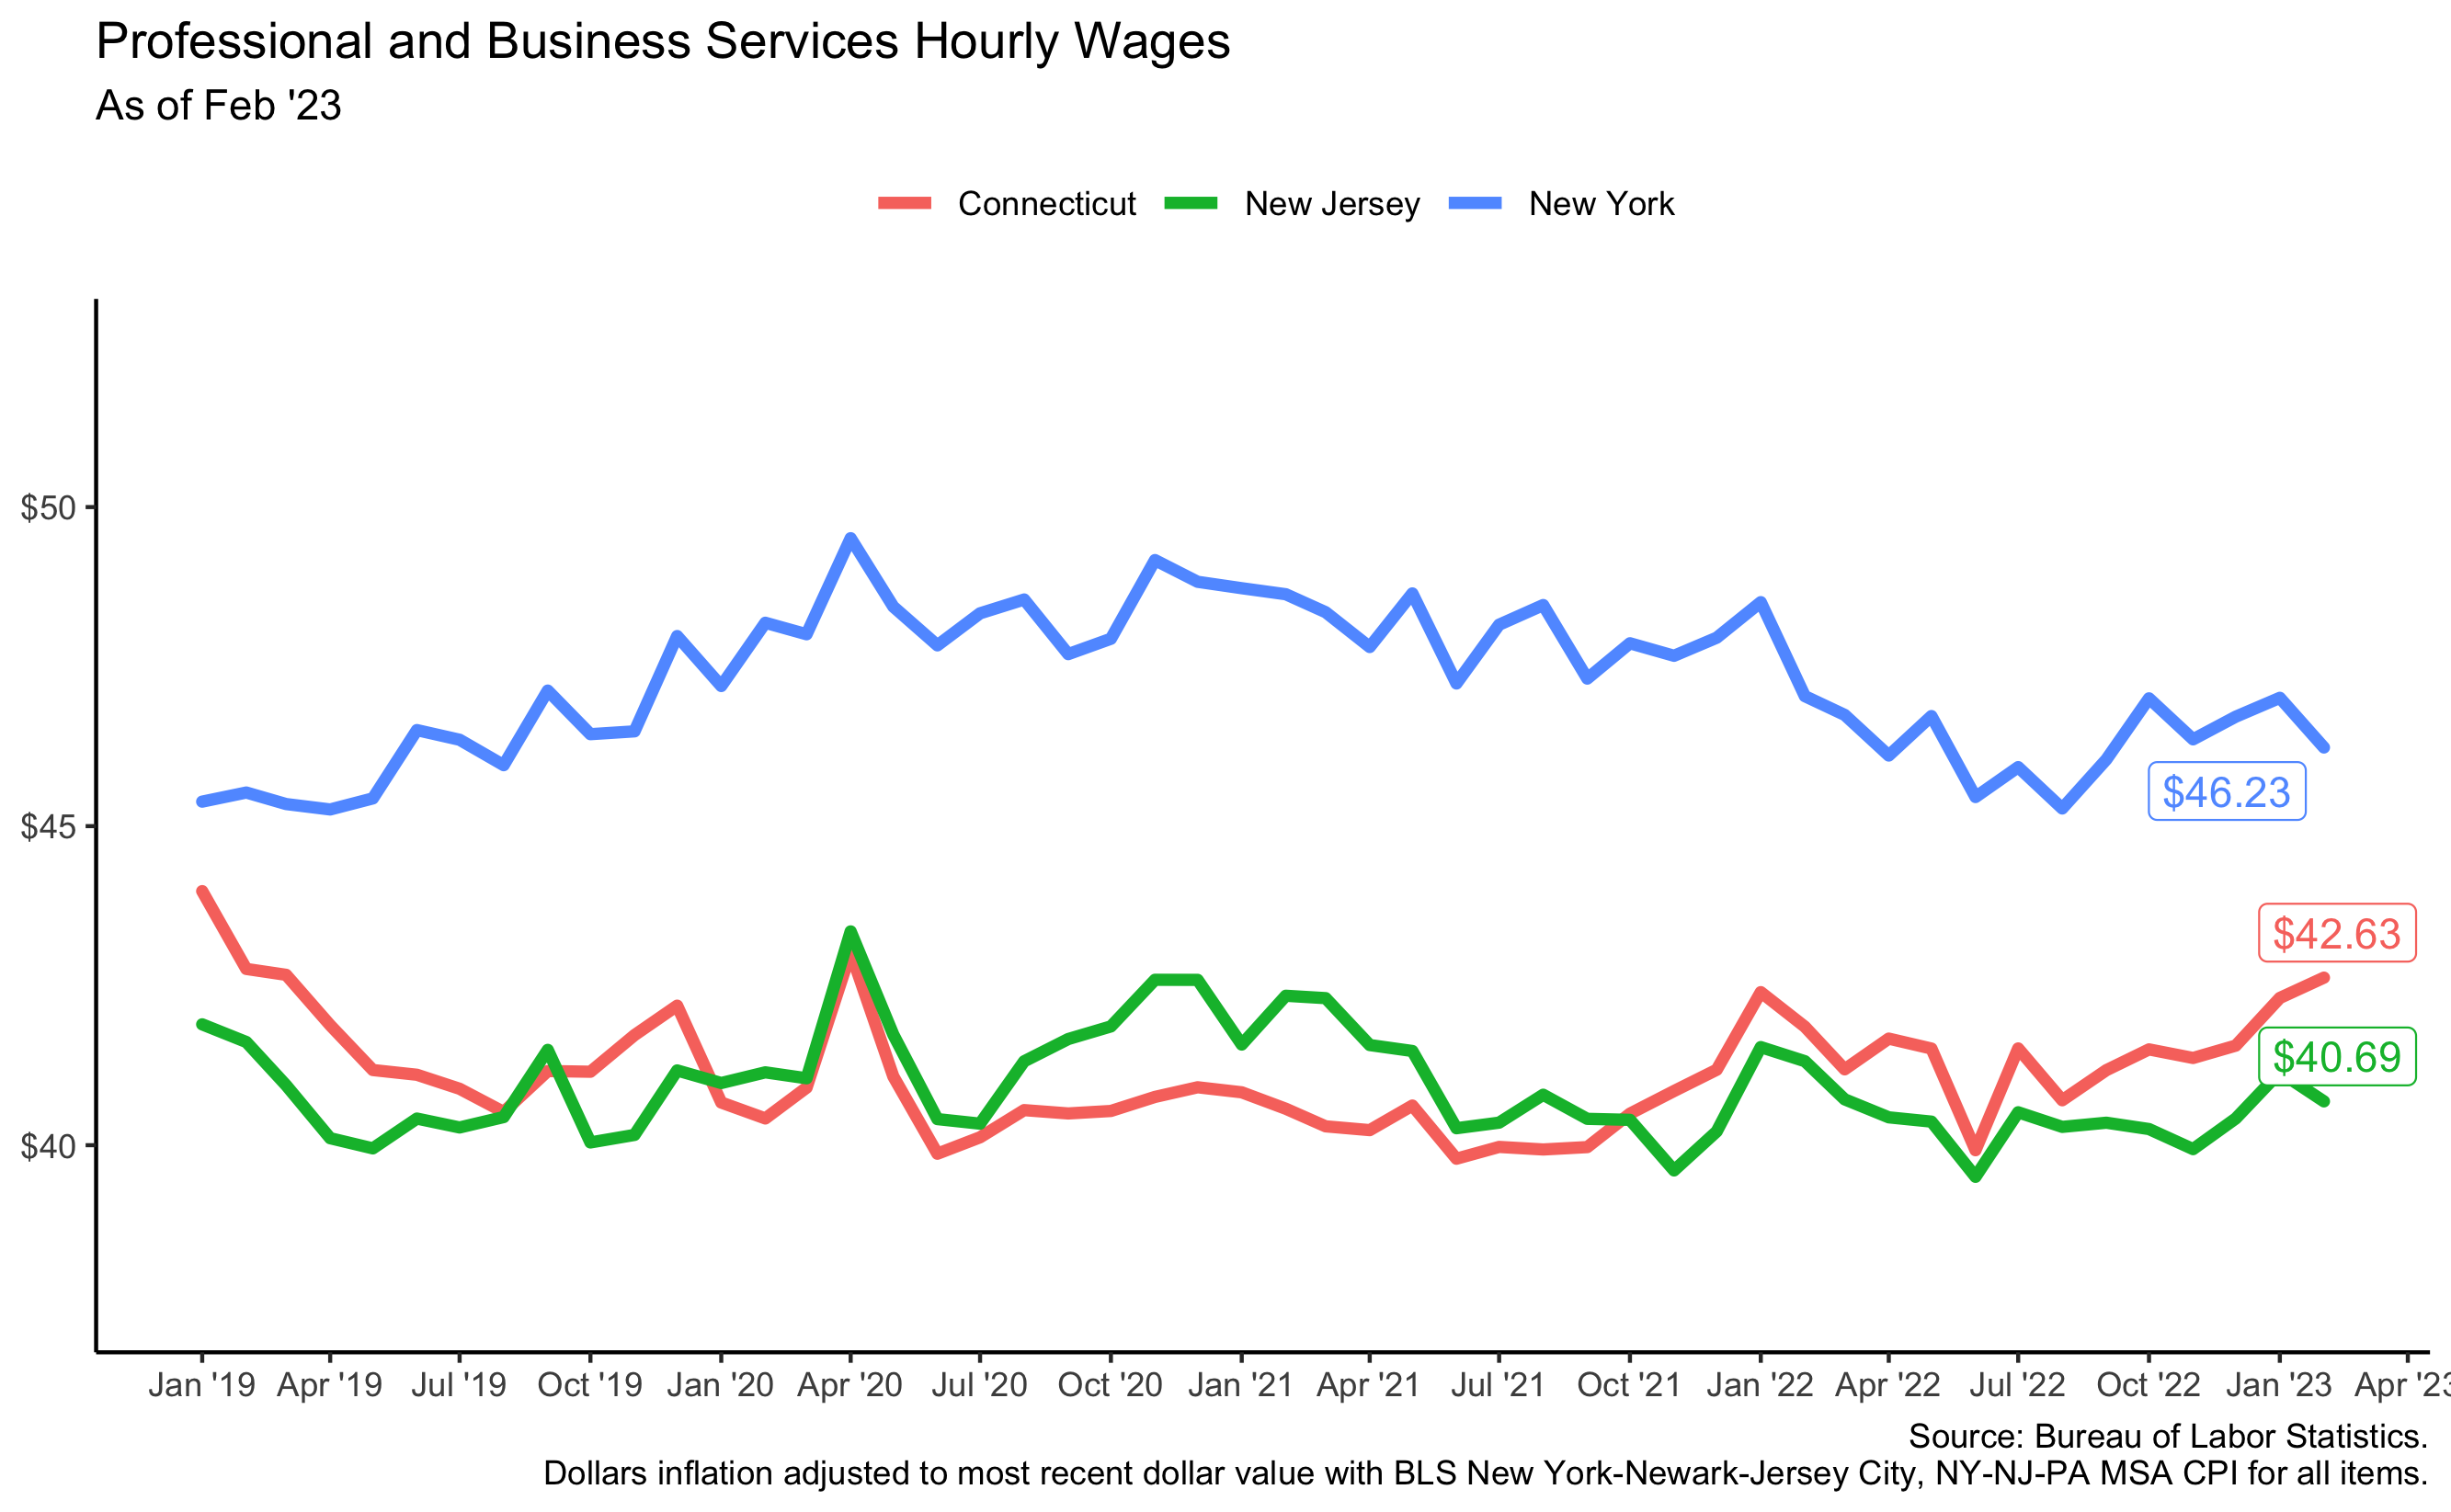 Professional and Business Services Hourly Wages
As of Feb '23
Connecticut New Jersey New York
$50
$45
$40
$46.23
$42.63
$40.69
Jan '19 Apr '19 Jul '19 Oct '19 Jan '20 Apr '20 Jul '20 Oct '20 Jan '21 Apr '21 Jul '21 Oct '21 Jan '22 Apr '22 Jul '22 Oct '22 Jan '23 Apr '23
Source: Bureau of Labor Statistics.
Dollars inflation adjusted to most recent dollar value with BLS New York-Newark-Jersey City, NY-NJ-PA MSA CPI for all items.